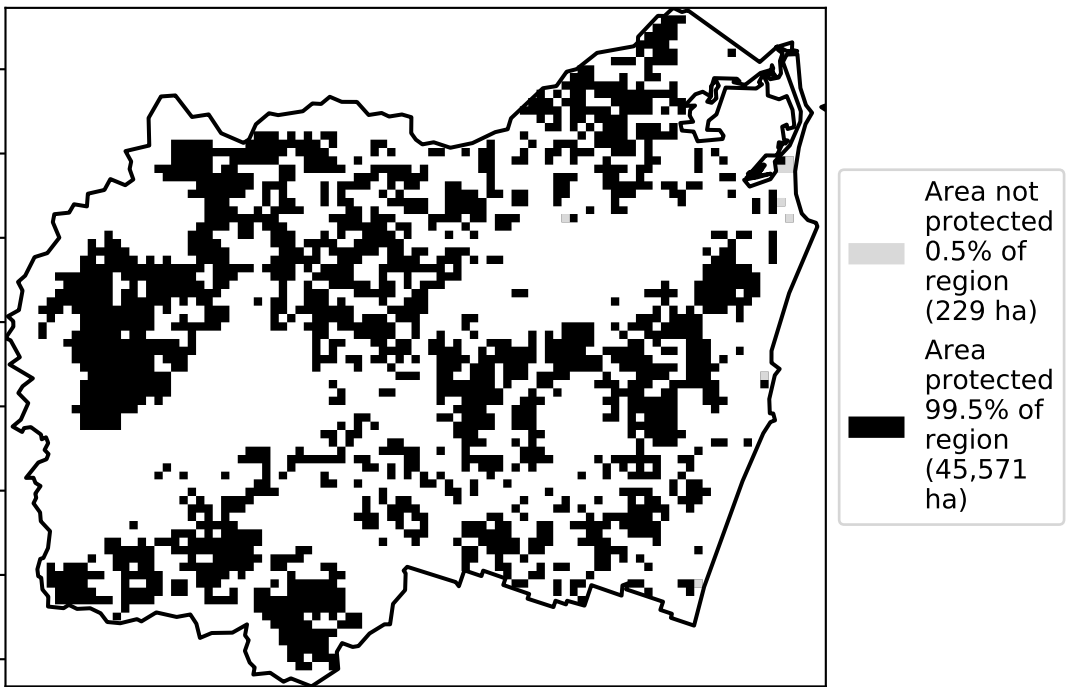 Area not
protected
0.5% of
region
(229 ha)
Area
protected
99.5% of
region
(45,571
ha)